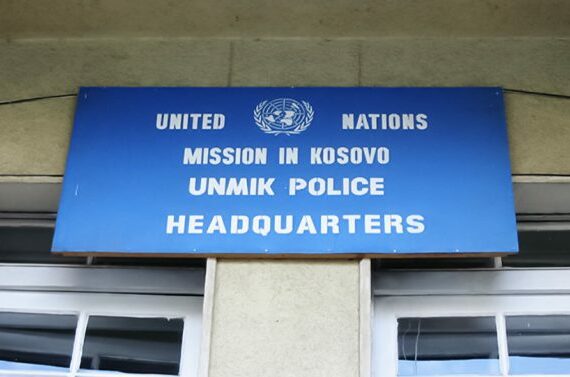 UNITED NATIONS
MISSION IN KOSOVO
UNMIK POLICE
HEADQUARTERS